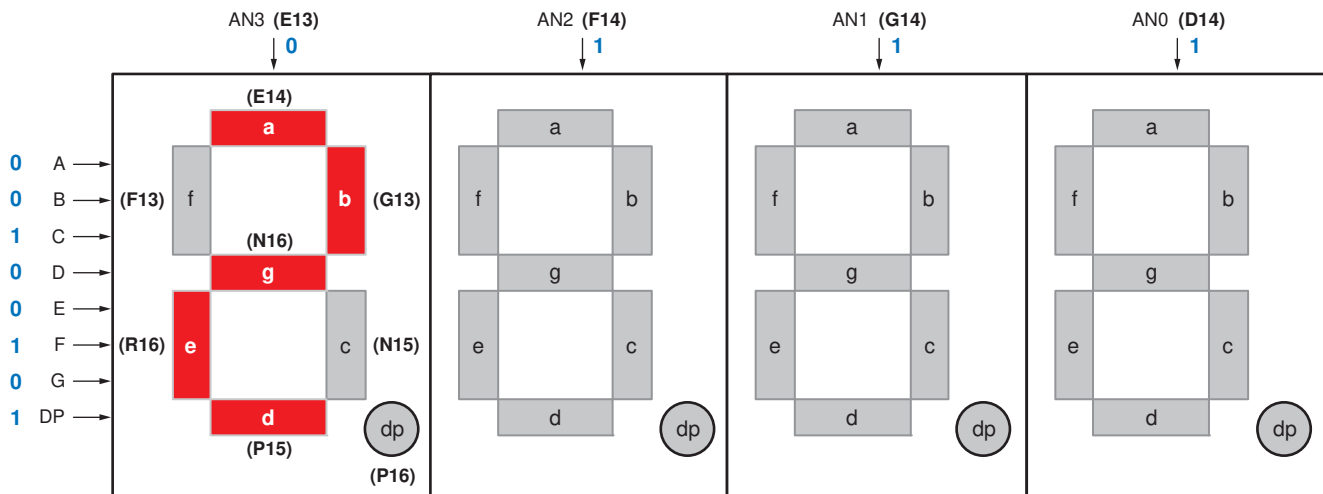 AN3 (E13) AN2 (F14) AN1 (G14) AN0 (D14)
0 1 1 1
(E14)
a a a a
0 A
0 B (F13) f b (G13) f b f b f b
1 C
(N16)
0 D g g g g
0 E
1 F (R16) e c (N15) e c e c e c
0 G
1 DP d dp d dp d dp d dp
(P15)
(P16)